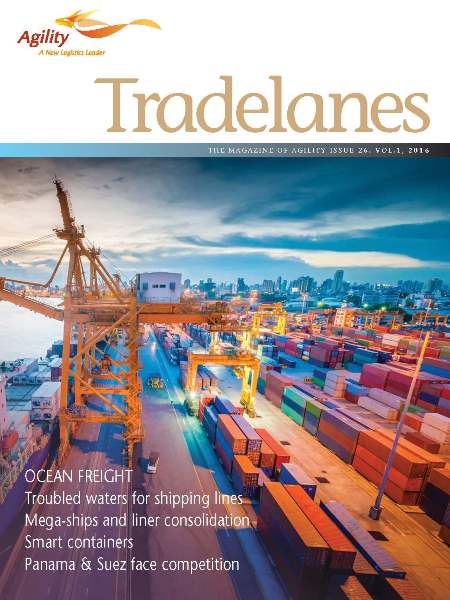 Agility
A New Logistics Leader
Tradelanes
THE MAGAZINE OF AGILITY ISSUE 26, VOL.1, 2016
OCEAN FREIGHT
Troubled waters for shipping lines
Mega-ships and liner consolidation
Smart containers
Panama & Suez face competition